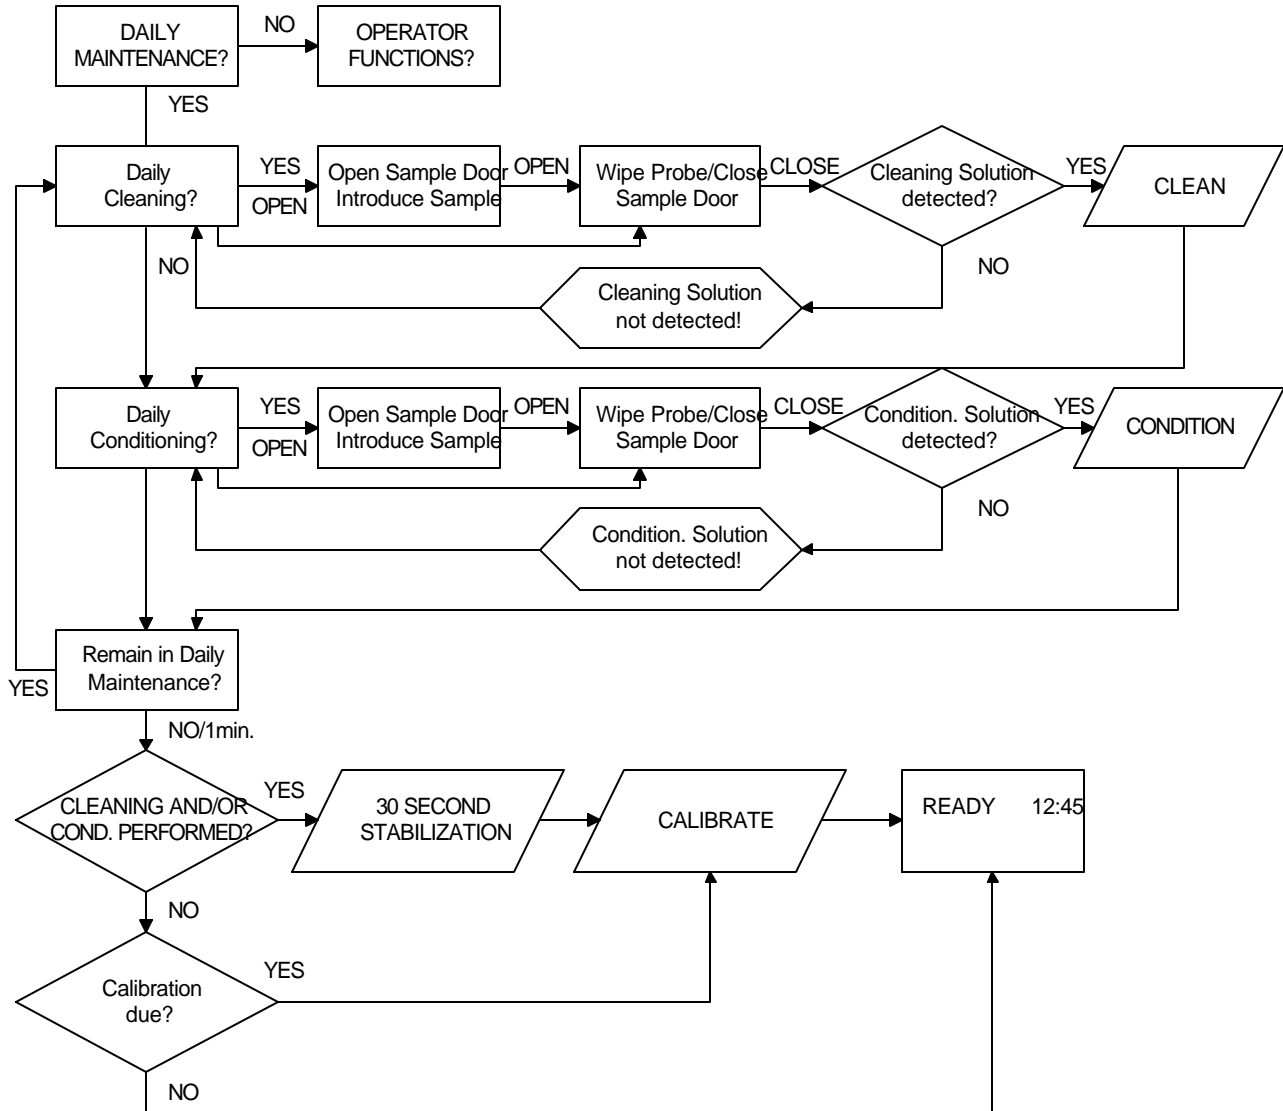 DAILY
MAINTENANCE?
NO
OPERATOR
FUNCTIONS?
YES
Daily
Cleaning?
YES
OPEN
Open Sample Door
Introduce Sample
OPEN
Wipe Probe/Close
Sample Door
CLOSE
Cleaning Solution
detected?
YES
CLEAN
NO
NO
Cleaning Solution
not detected!
Daily
Conditioning?
YES
OPEN
Open Sample Door
Introduce Sample
OPEN
Wipe Probe/Close
Sample Door
CLOSE
Condition. Solution
detected?
YES
CONDITION
NO
Condition. Solution
not detected!
Remain in Daily
Maintenance?
YES
NO/1min.
CLEANING AND/OR
COND. PERFORMED?
YES
30 SECOND
STABILIZATION
CALIBRATE
READY 12:45
NO
Calibration
due?
YES
NO